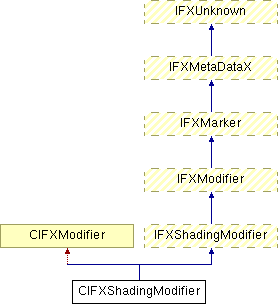 IFXUnknown
IFXMetaDataX
IFXMarker
IFXModifier
CIFXModifier
IFXShadingModifier
CIFXShadingModifier